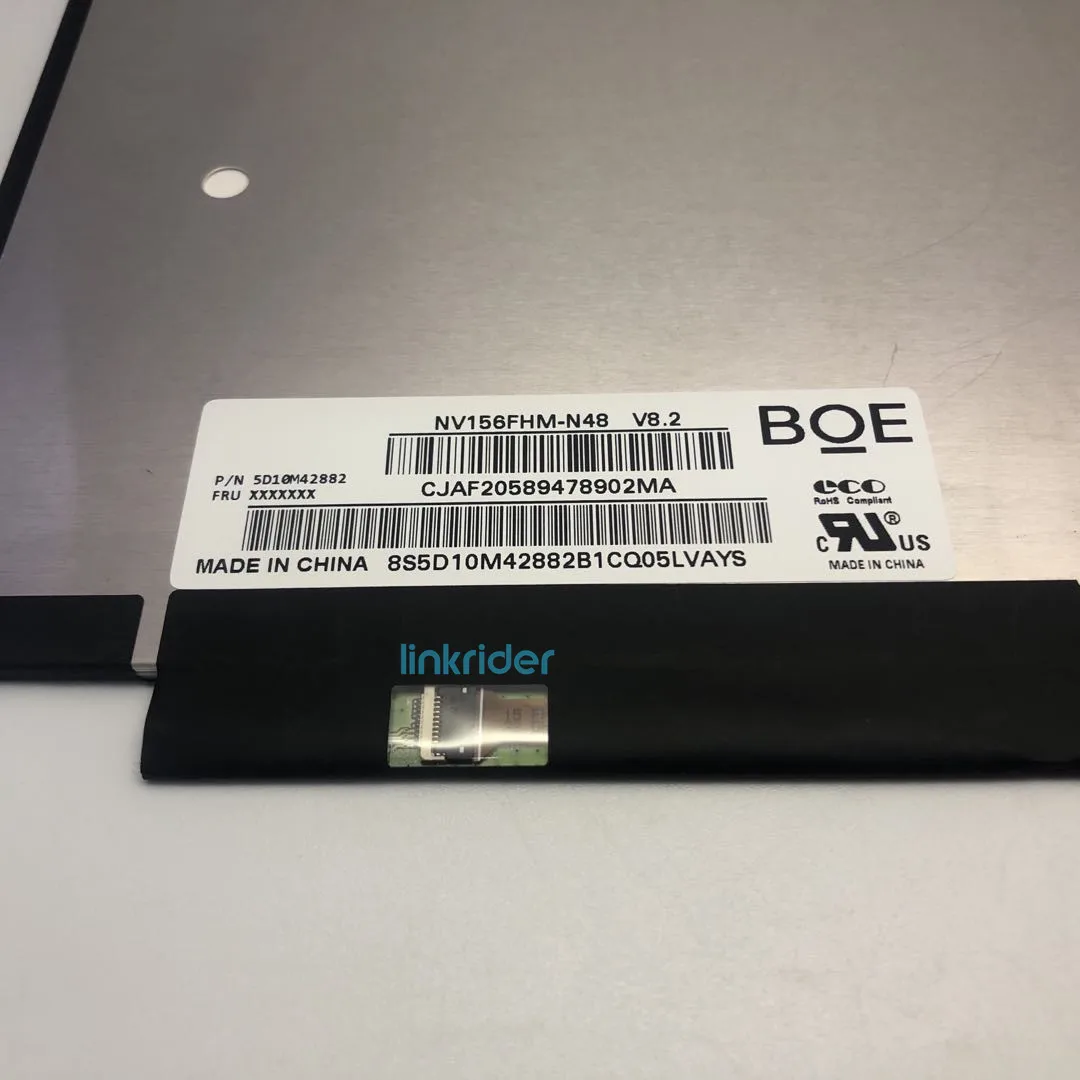 NV156FHM-N48 V8.2
BOE
P/N 5D10M42882
FRU XXXXXXX
CJAF20589478902MA
eco
RoHS Compliant
C RU ® US
MADE IN CHINA 8S5D10M42882B1CQ05LVAYS
MADE IN CHINA
linkrider